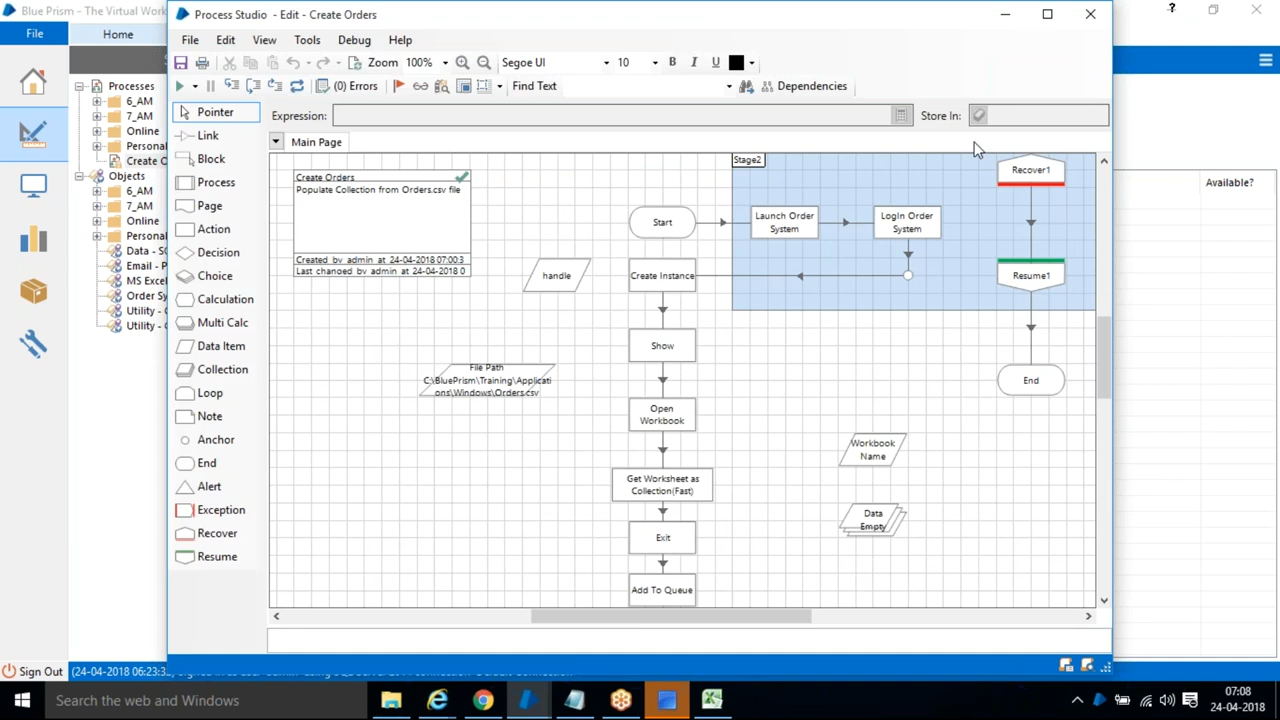 Blue Prism - The Virtual Work
Process Studio - Edit - Create Orders
?
File
Home
File Edit View Tools Debug Help
Zoom 100% Segoe UI 10 B I U
(0) Errors Find Text Dependencies
Expression: Store In:
Main Page
Processes
6_AM
7_AM
Online
Personal
Create O
Objects
6_AM
7_AM
Online
Personal
Data - SQ
Email - P
MS Excel
Order Sy
Utility -
Utility -
Pointer
Link
Block
Process
Page
Action
Decision
Choice
Calculation
Multi Calc
Data Item
Collection
Loop
Note
Anchor
End
Alert
Exception
Recover
Resume
Create Orders
Populate Collection from Orders.csv file
Created by admin at 24-04-2018 07:00:3
Last changed by admin at 24-04-2018 0
Stage2
Start
Launch Order
System
LogIn Order
System
Recover1
Resume1
End
handle
Create Instance
Show
File Path
C:\BluePrism\Training\Applicati
ons\Windows\Orders.csv
Open
Workbook
Workbook
Name
Get Worksheet as
Collection(Fast)
Data
Empty
Exit
Add To Queue
Available?
Sign Out
Search the web and Windows
07:08
24-04-2018